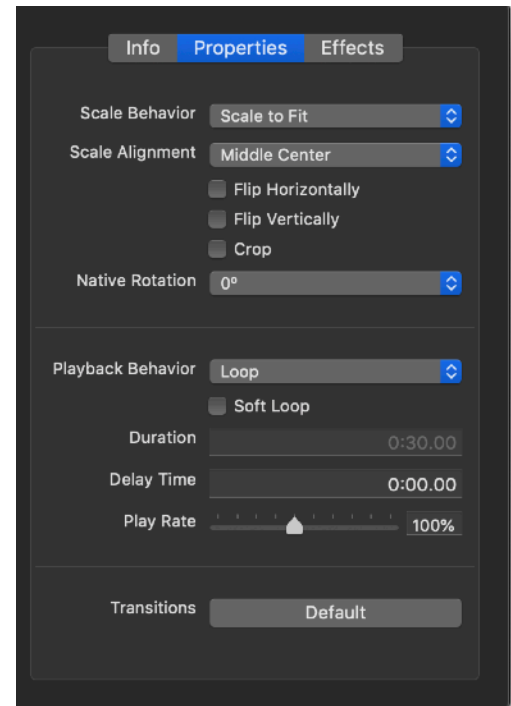 Info Properties Effects
Scale Behavior Scale to Fit
Scale Alignment Middle Center
Flip Horizontally
Flip Vertically
Crop
Native Rotation 0º
Playback Behavior Loop
Soft Loop
Duration 0:30.00
Delay Time 0:00.00
Play Rate 100%
Transitions Default